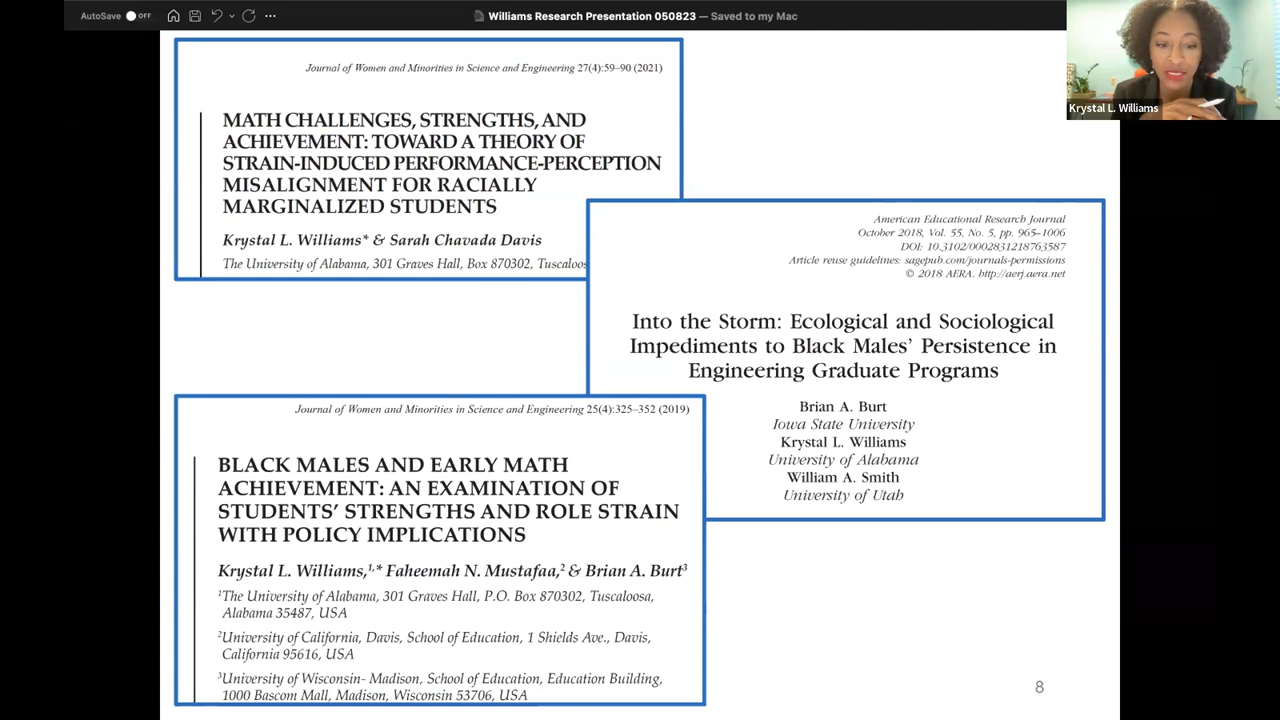 AutoSave OFF
Williams Research Presentation 050823 — Saved to my Mac
Krystal L. Williams
Journal of Women and Minorities in Science and Engineering 27(4):59–90 (2021)
MATH CHALLENGES, STRENGTHS, AND
ACHIEVEMENT: TOWARD A THEORY OF
STRAIN-INDUCED PERFORMANCE-PERCEPTION
MISALIGNMENT FOR RACIALLY
MARGINALIZED STUDENTS
Krystal L. Williams* & Sarah Chavada Davis
The University of Alabama, 301 Graves Hall, Box 870302, Tuscaloos
American Educational Research Journal
October 2018, Vol. 55, No. 5, pp. 965–1006
DOI: 10.3102/0002831218763587
Article reuse guidelines: sagepub.com/journals-permissions
© 2018 AERA. http://aerj.aera.net
Into the Storm: Ecological and Sociological
Impediments to Black Males' Persistence in
Engineering Graduate Programs
Brian A. Burt
Iowa State University
Krystal L. Williams
University of Alabama
William A. Smith
University of Utah
Journal of Women and Minorities in Science and Engineering 25(4):325–352 (2019)
BLACK MALES AND EARLY MATH
ACHIEVEMENT: AN EXAMINATION OF
STUDENTS' STRENGTHS AND ROLE STRAIN
WITH POLICY IMPLICATIONS
Krystal L. Williams,1,* Faheemah N. Mustafaa,2 & Brian A. Burt3
1The University of Alabama, 301 Graves Hall, P.O. Box 870302, Tuscaloosa,
Alabama 35487, USA
2University of California, Davis, School of Education, 1 Shields Ave., Davis,
California 95616, USA
3University of Wisconsin- Madison, School of Education, Education Building,
1000 Bascom Mall, Madison, Wisconsin 53706, USA
8